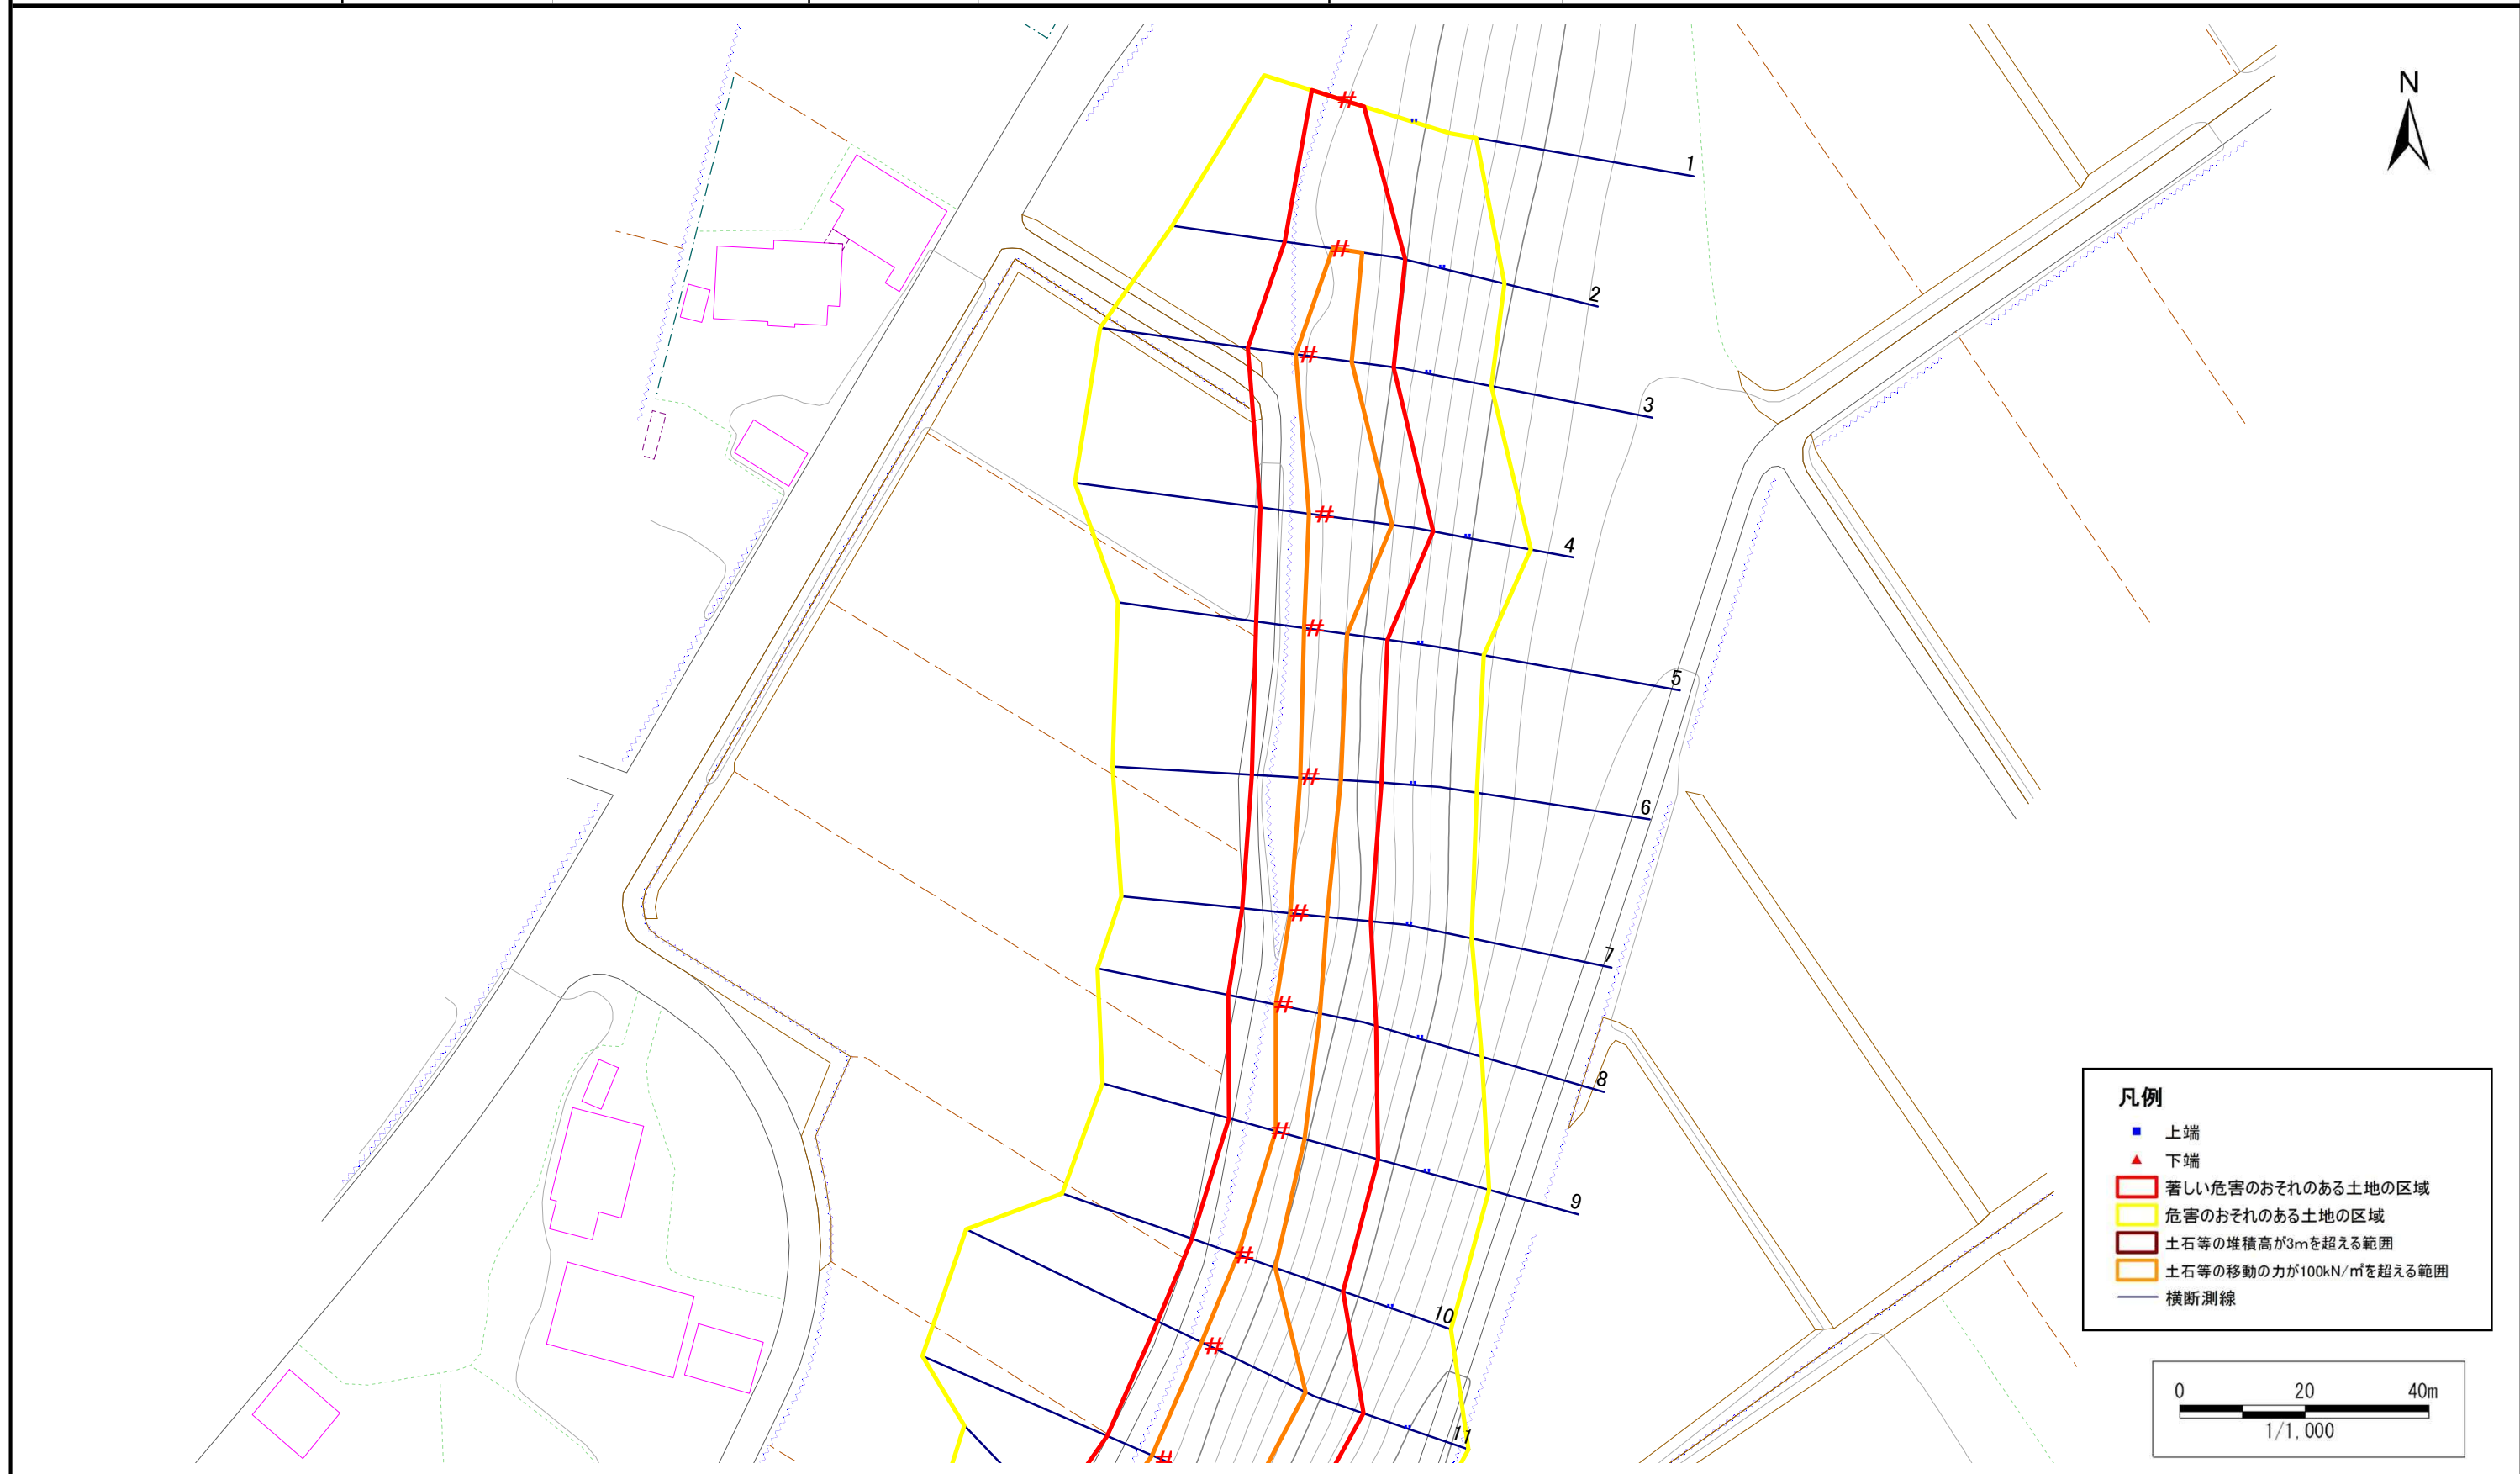 N
1
2
3
4
5
6
7
8
9
10
11
凡例
上端
下端
著しい危害のおそれのある土地の区域
危害のおそれのある土地の区域
土石等の堆積高が3mを超える範囲
土石等の移動の力が100kN/㎡を超える範囲
横断測線
0 20 40m
1/1,000